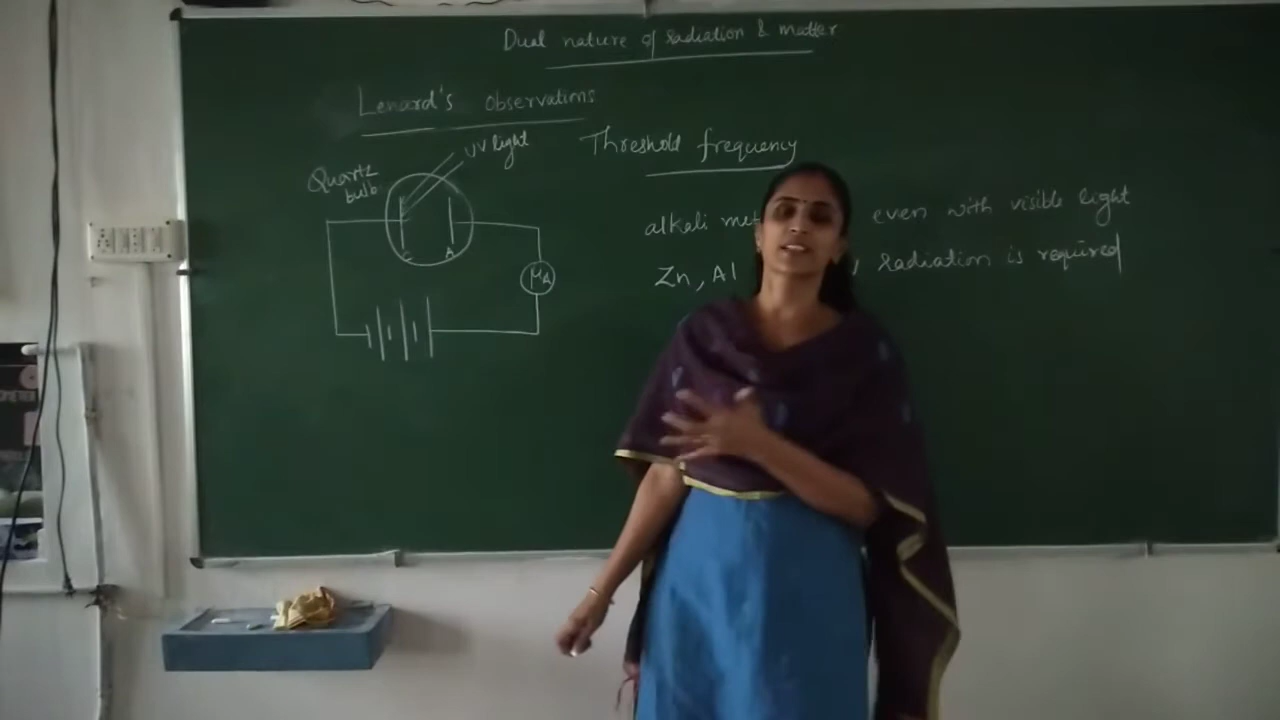 Dual nature of radiation & matter
Lenard's observations
UV light
Threshold frequency
Quartz
bulb
alkali even with visible light
C A
μA
Zn, Al radiation is required